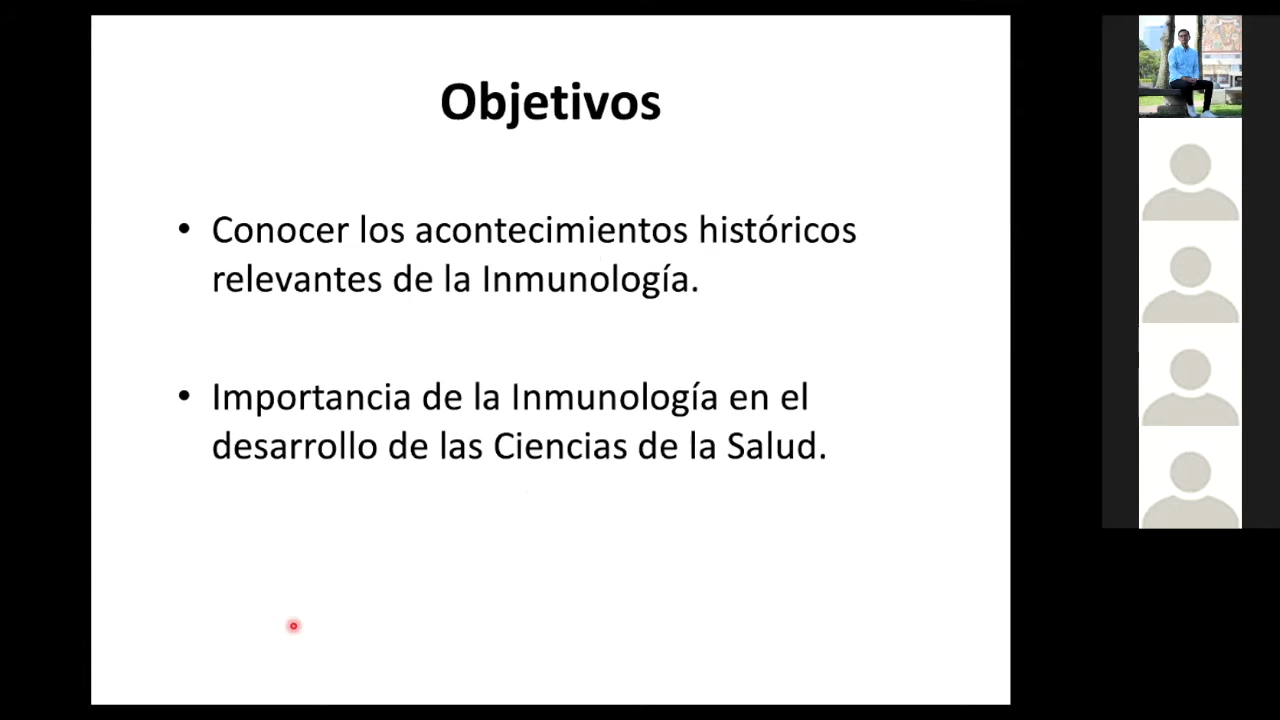 Objetivos
• Conocer los acontecimientos históricos
relevantes de la Inmunología.
• Importancia de la Inmunología en el
desarrollo de las Ciencias de la Salud.